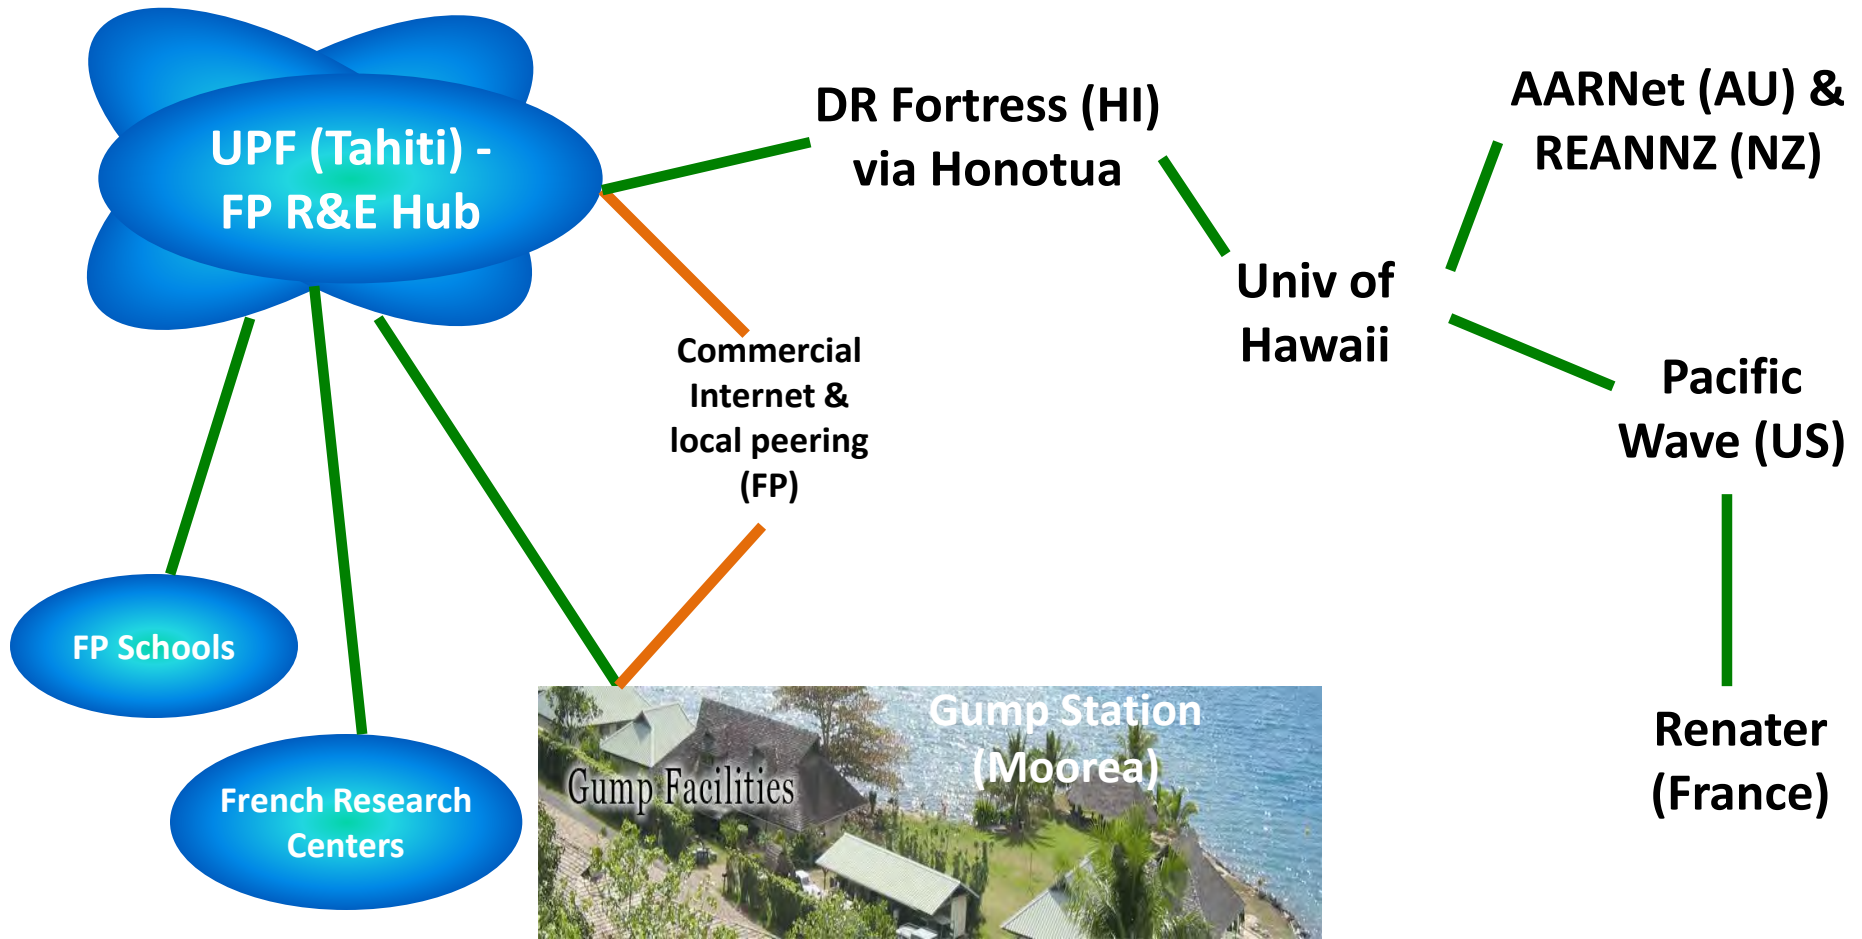 UPF (Tahiti) -
FP R&E Hub
DR Fortress (HI)
via Honotua
AARNet (AU) &
REANNZ (NZ)
Univ of
Hawaii
Commercial
Internet &
local peering
(FP)
Pacific
Wave (US)
FP Schools
French Research
Centers
Gump Station
(Moorea)
Gump Facilities
Renater
(France)